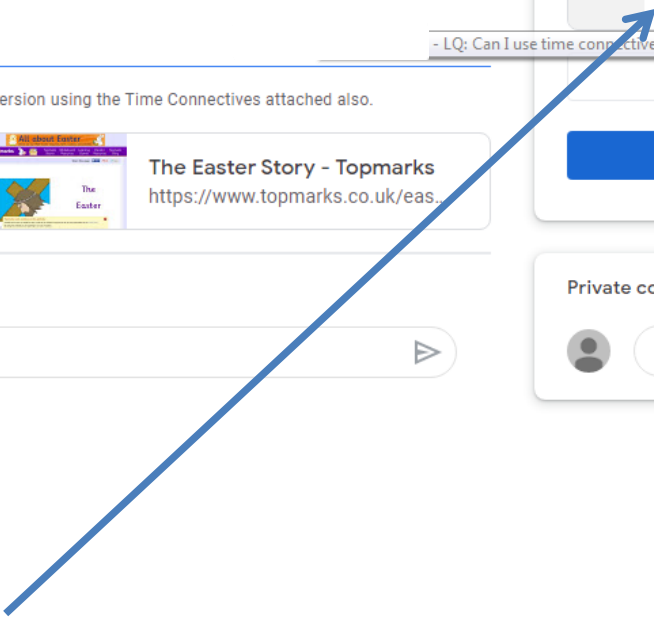 - LQ: Can I use time connective
ersion using the Time Connectives attached also.
All about Easter
The
Easter
The Easter Story - Topmarks
https://www.topmarks.co.uk/eas...
Private co